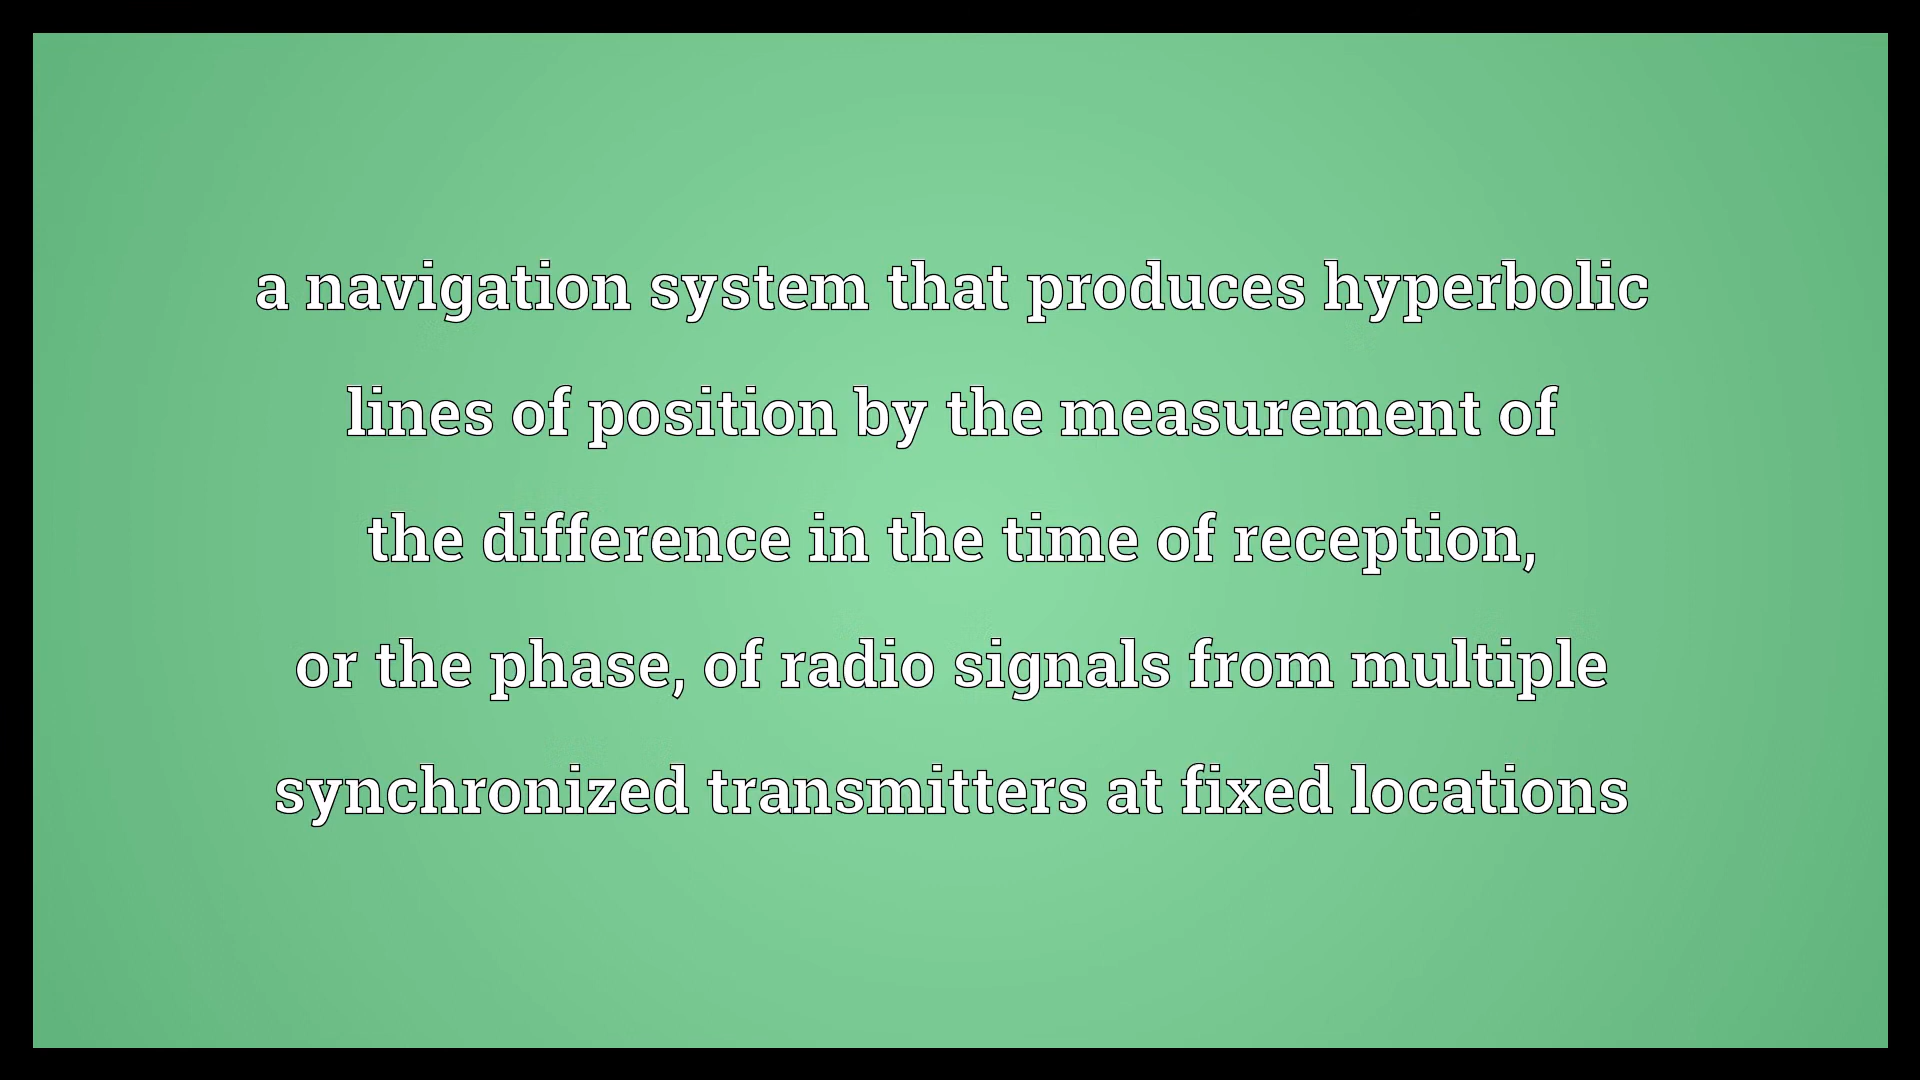 a navigation system that produces hyperbolic
lines of position by the measurement of
the difference in the time of reception,
or the phase, of radio signals from multiple
synchronized transmitters at fixed locations